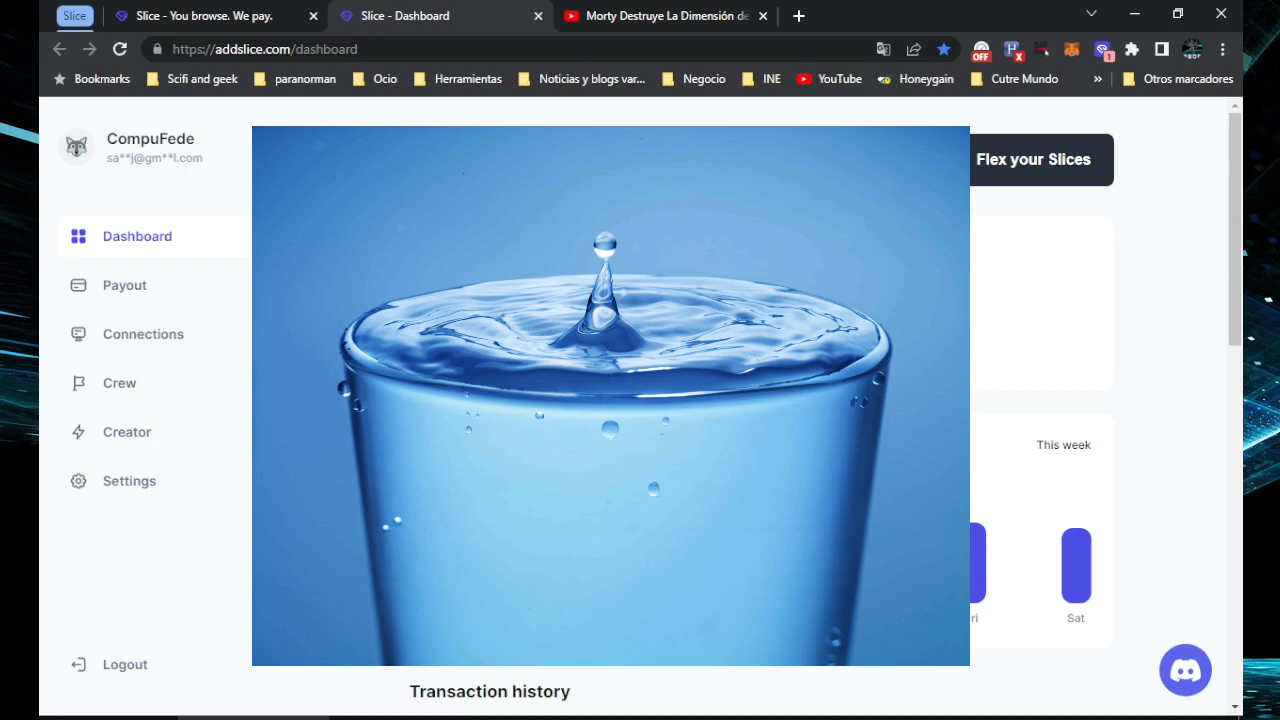 Slice
Slice - You browse. We pay.
Slice - Dashboard
Morty Destruye La Dimensión de
https://addslice.com/dashboard
OFF
1
Bookmarks
Scifi and geek
paranorman
Ocio
Herramientas
Noticias y blogs var...
Negocio
INE
YouTube
Honeygain
Cutre Mundo
»
Otros marcadores
CompuFede
sa**j@gm**l.com
Flex your Slices
Dashboard
Payout
Connections
Crew
Creator
Settings
Logout
This week
ri
Sat
Transaction history